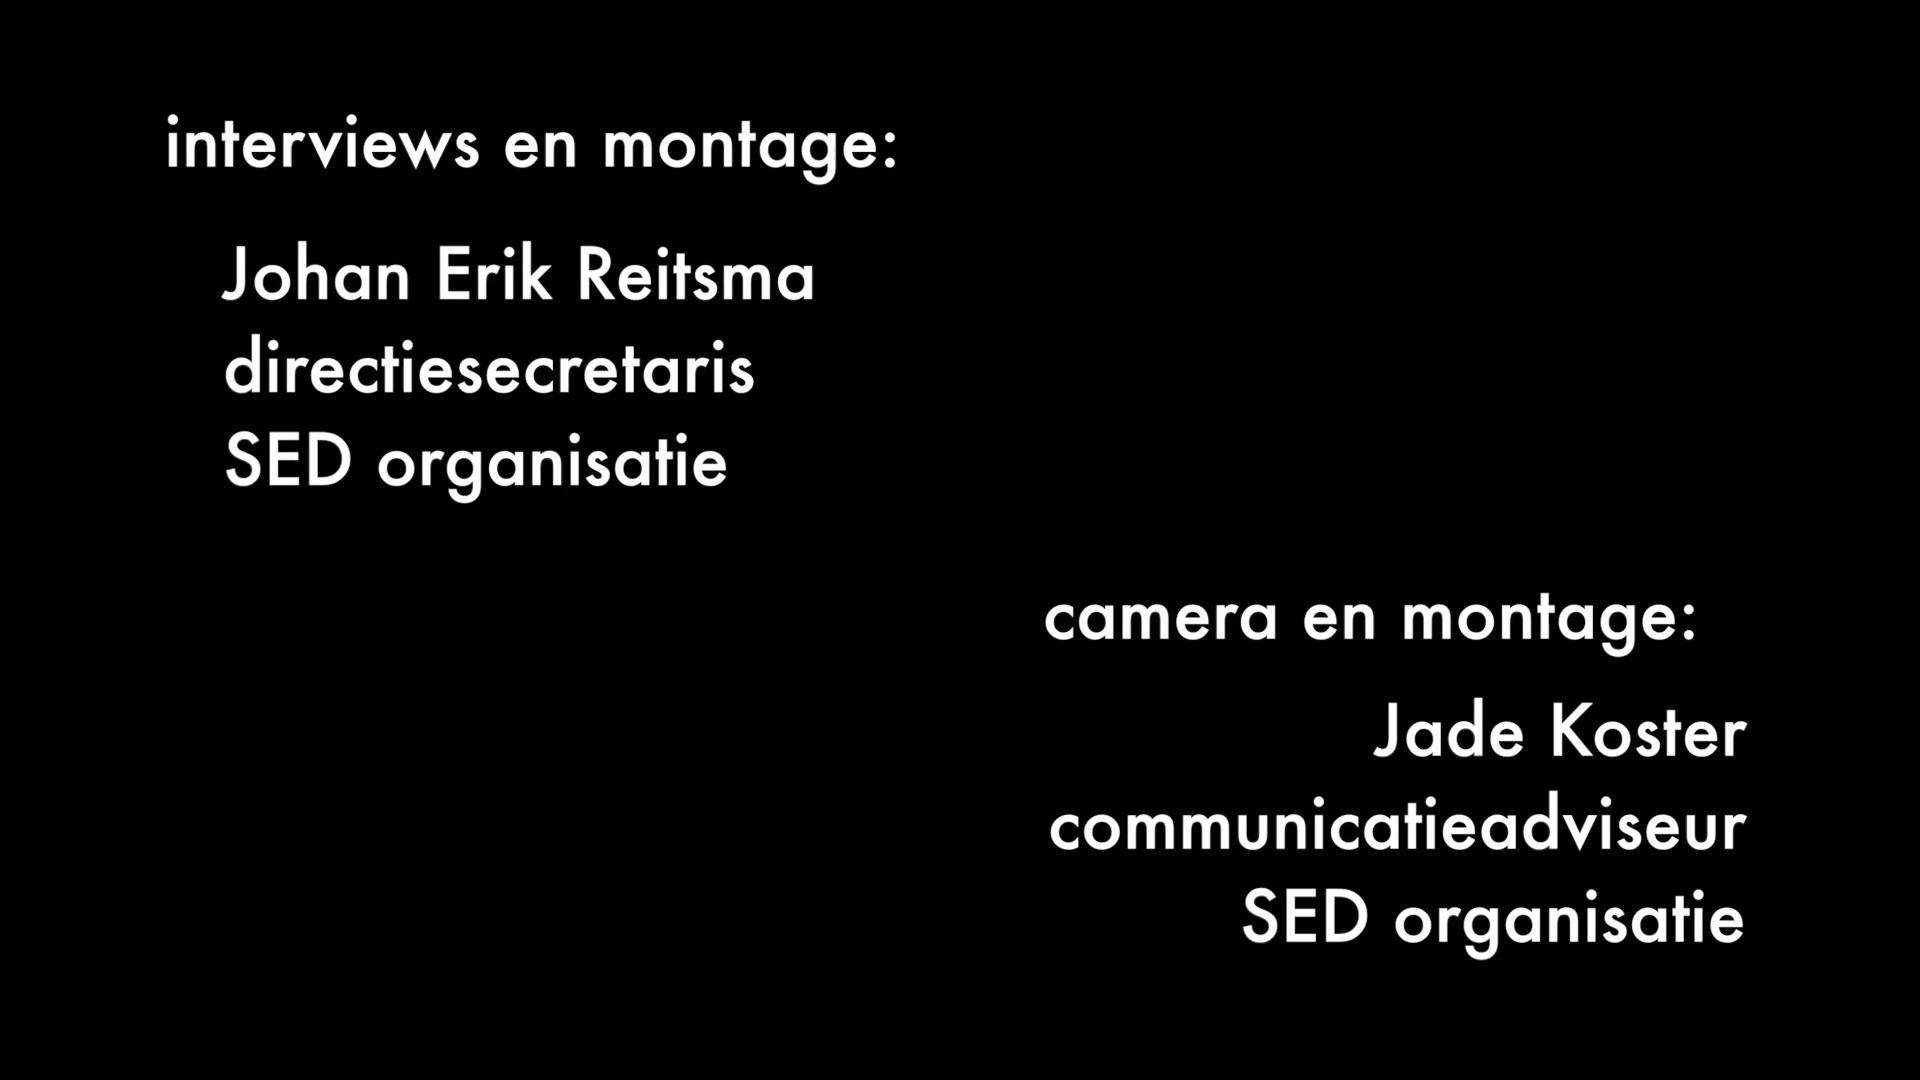 interviews en montage:
Johan Erik Reitsma
directiesecretaris
SED organisatie
camera en montage:
Jade Koster
communicatieadviseur
SED organisatie